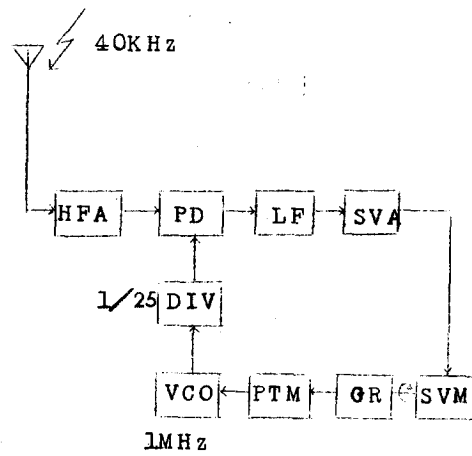 40KHz
HFA PD LF SVA
1/25 DIV
VCO PTM GR SVM
1MHz